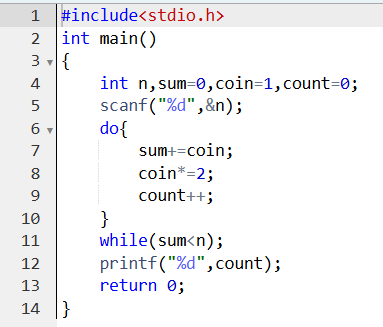 1 #include<stdio.h>
2 int main()
3 {
4     int n,sum=0,coin=1,count=0;
5     scanf("%d",&n);
6     do{
7         sum+=coin;
8         coin*=2;
9         count++;
10     }
11     while(sum<n);
12     printf("%d",count);
13     return 0;
14 }